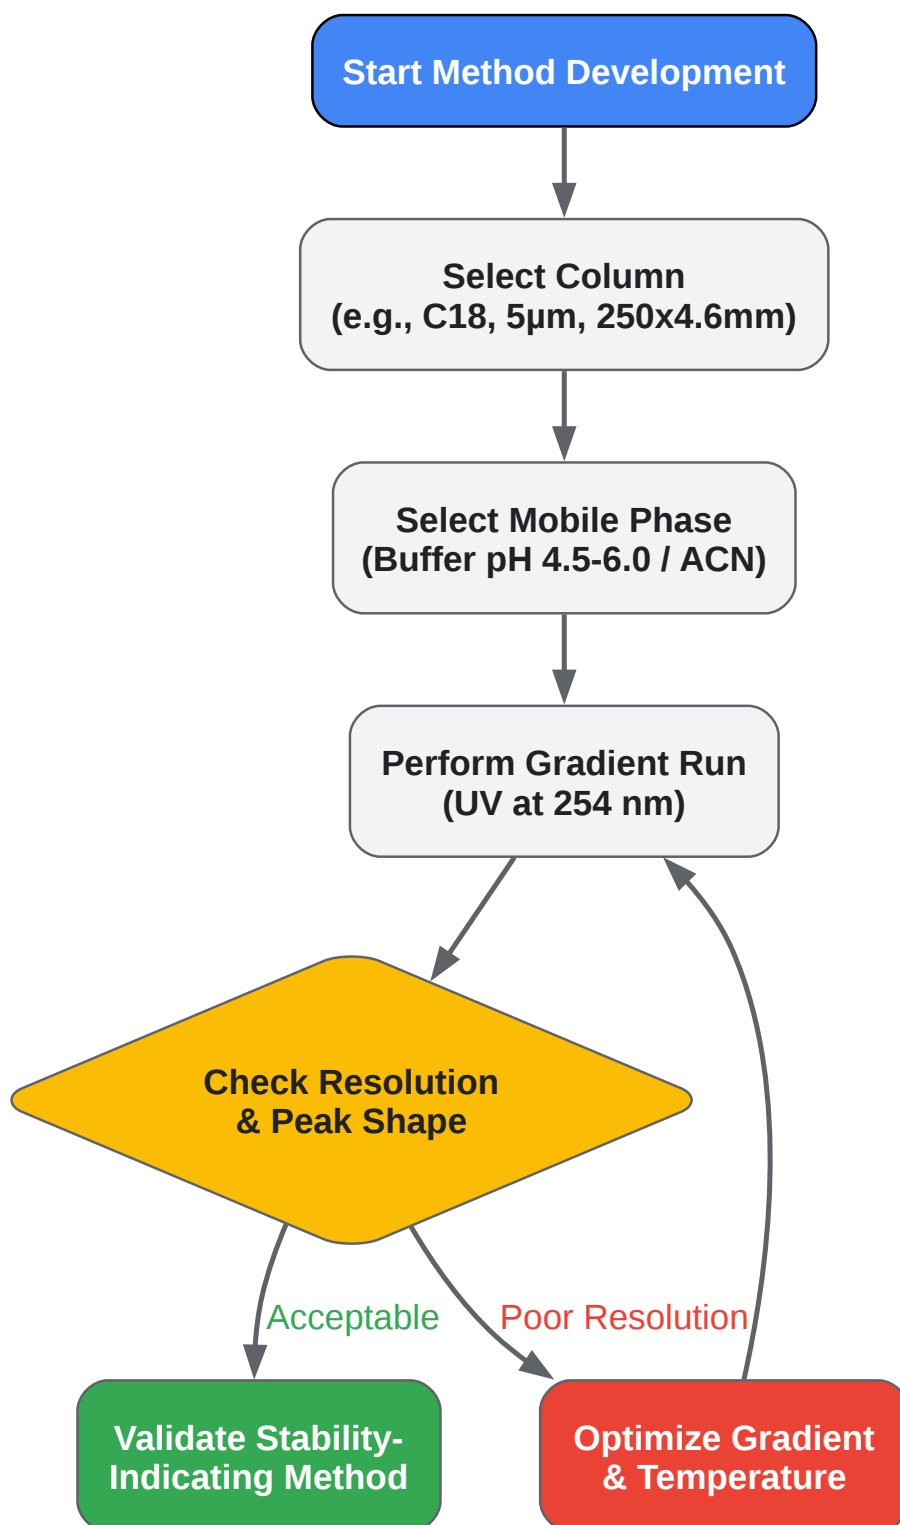 Start Method Development
Select Column
(e.g., C18, 5µm, 250x4.6mm)
Select Mobile Phase
(Buffer pH 4.5-6.0 / ACN)
Perform Gradient Run
(UV at 254 nm)
Check Resolution
& Peak Shape
Acceptable
Poor Resolution
Validate Stability-
Indicating Method
Optimize Gradient
& Temperature